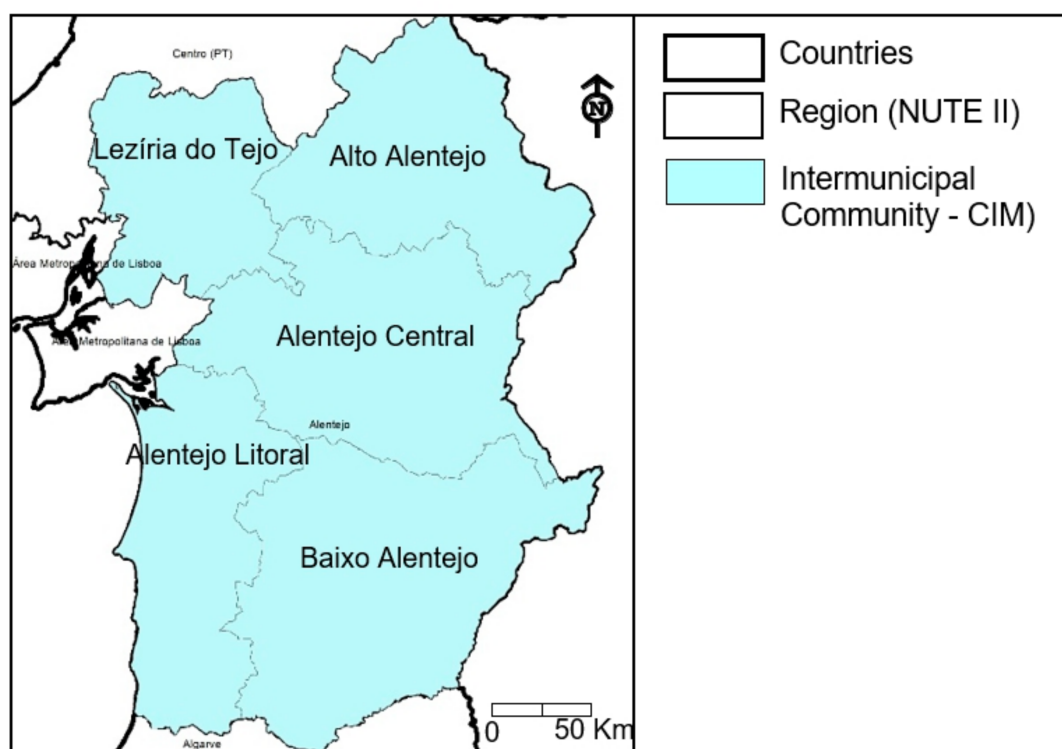 Centro (PT)
Lezíria do Tejo
Alto Alentejo
N
Área Metropolitana de Lisboa
Alentejo Central
Área Metropolitana de Lisboa
Alentejo
Alentejo Litoral
Baixo Alentejo
0 50 Km
Algarve
Countries
Region (NUTE II)
Intermunicipal
Community - CIM)